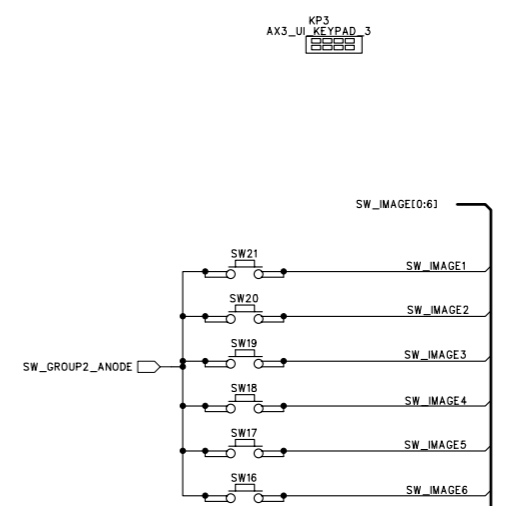 KP3
AX3_UI_KEYPAD_3
SW_IMAGE[0:6]
SW21
SW_IMAGE1
SW20
SW_IMAGE2
SW19
SW_IMAGE3
SW_GROUP2_ANODE
SW18
SW_IMAGE4
SW17
SW_IMAGE5
SW16
SW_IMAGE6